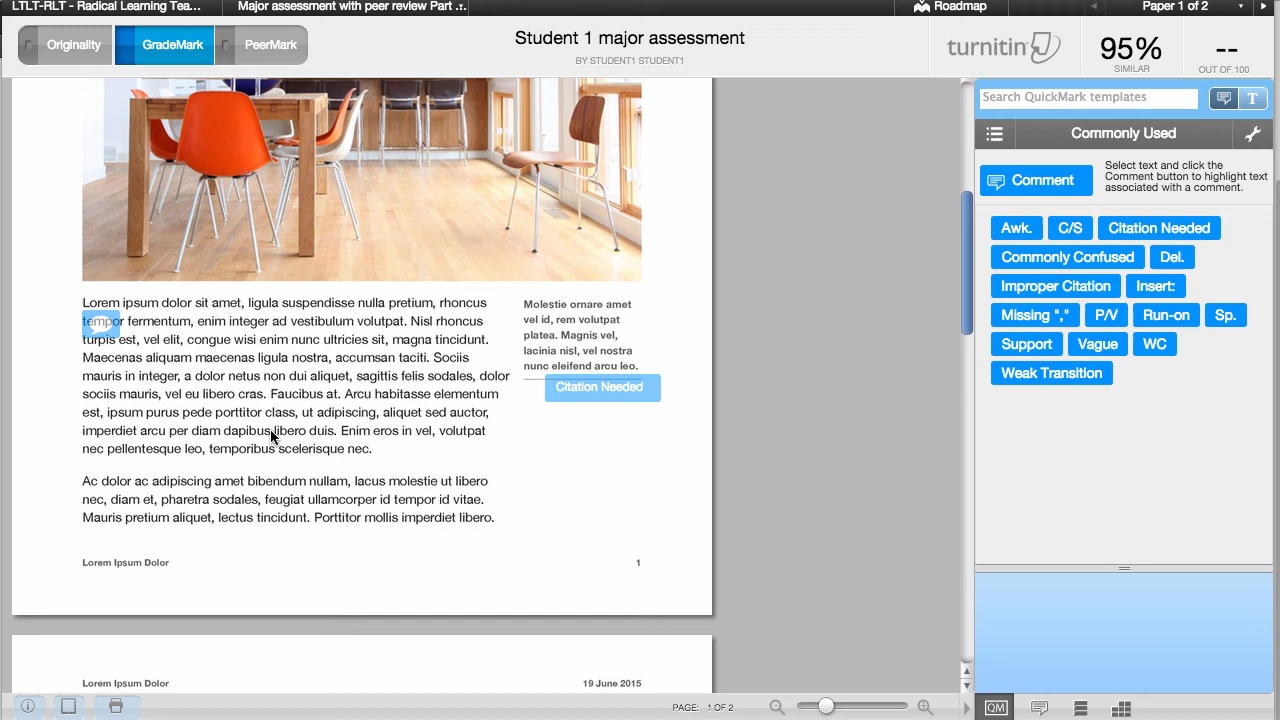 LTLT-RLT - Radical Learning Tea...
Major assessment with peer review Part ...
Roadmap
Paper 1 of 2
Originality
GradeMark
PeerMark
Student 1 major assessment
BY STUDENT1 STUDENT1
turnitin
95%
SIMILAR
--
OUT OF 100
Lorem ipsum dolor sit amet, ligula suspendisse nulla pretium, rhoncus
tempor fermentum, enim integer ad vestibulum volutpat. Nisl rhoncus
turpis est, vel elit, congue wisi enim nunc ultricies sit, magna tincidunt.
Maecenas aliquam maecenas ligula nostra, accumsan taciti. Sociis
mauris in integer, a dolor netus non dui aliquet, sagittis felis sodales, dolor
sociis mauris, vel eu libero cras. Faucibus at. Arcu habitasse elementum
est, ipsum purus pede porttitor class, ut adipiscing, aliquet sed auctor,
imperdiet arcu per diam dapibus libero duis. Enim eros in vel, volutpat
nec pellentesque leo, temporibus scelerisque nec.
Ac dolor ac adipiscing amet bibendum nullam, lacus molestie ut libero
nec, diam et, pharetra sodales, feugiat ullamcorper id tempor id vitae.
Mauris pretium aliquet, lectus tincidunt. Porttitor mollis imperdiet libero.
Molestie ornare amet
vel id, rem volutpat
platea. Magnis vel,
lacinia nisl, vel nostra
nunc eleifend arcu leo.
Citation Needed
Lorem Ipsum Dolor
1
Lorem Ipsum Dolor
19 June 2015
PAGE: 1 OF 2
Search QuickMark templates
T
Commonly Used
Comment
Select text and click the
Comment button to highlight text
associated with a comment.
Awk.
C/S
Citation Needed
Commonly Confused
Del.
Improper Citation
Insert:
Missing ","
P/V
Run-on
Sp.
Support
Vague
WC
Weak Transition
QM